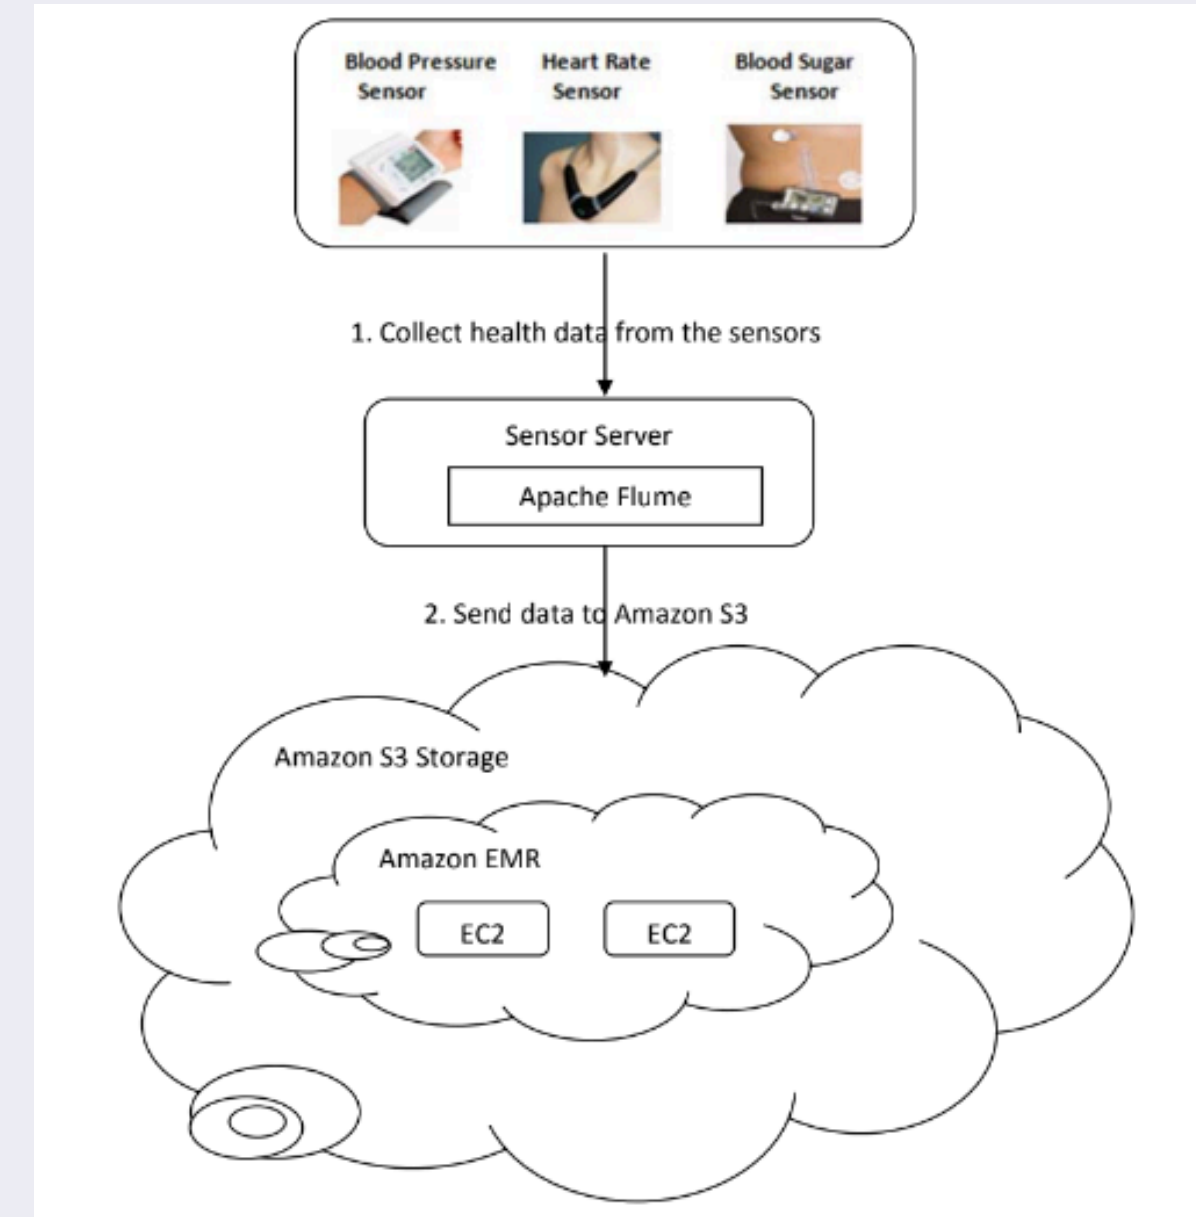 Blood Pressure Sensor
Heart Rate Sensor
Blood Sugar Sensor
1. Collect health data from the sensors
Sensor Server
Apache Flume
2. Send data to Amazon S3
Amazon S3 Storage
Amazon EMR
EC2
EC2